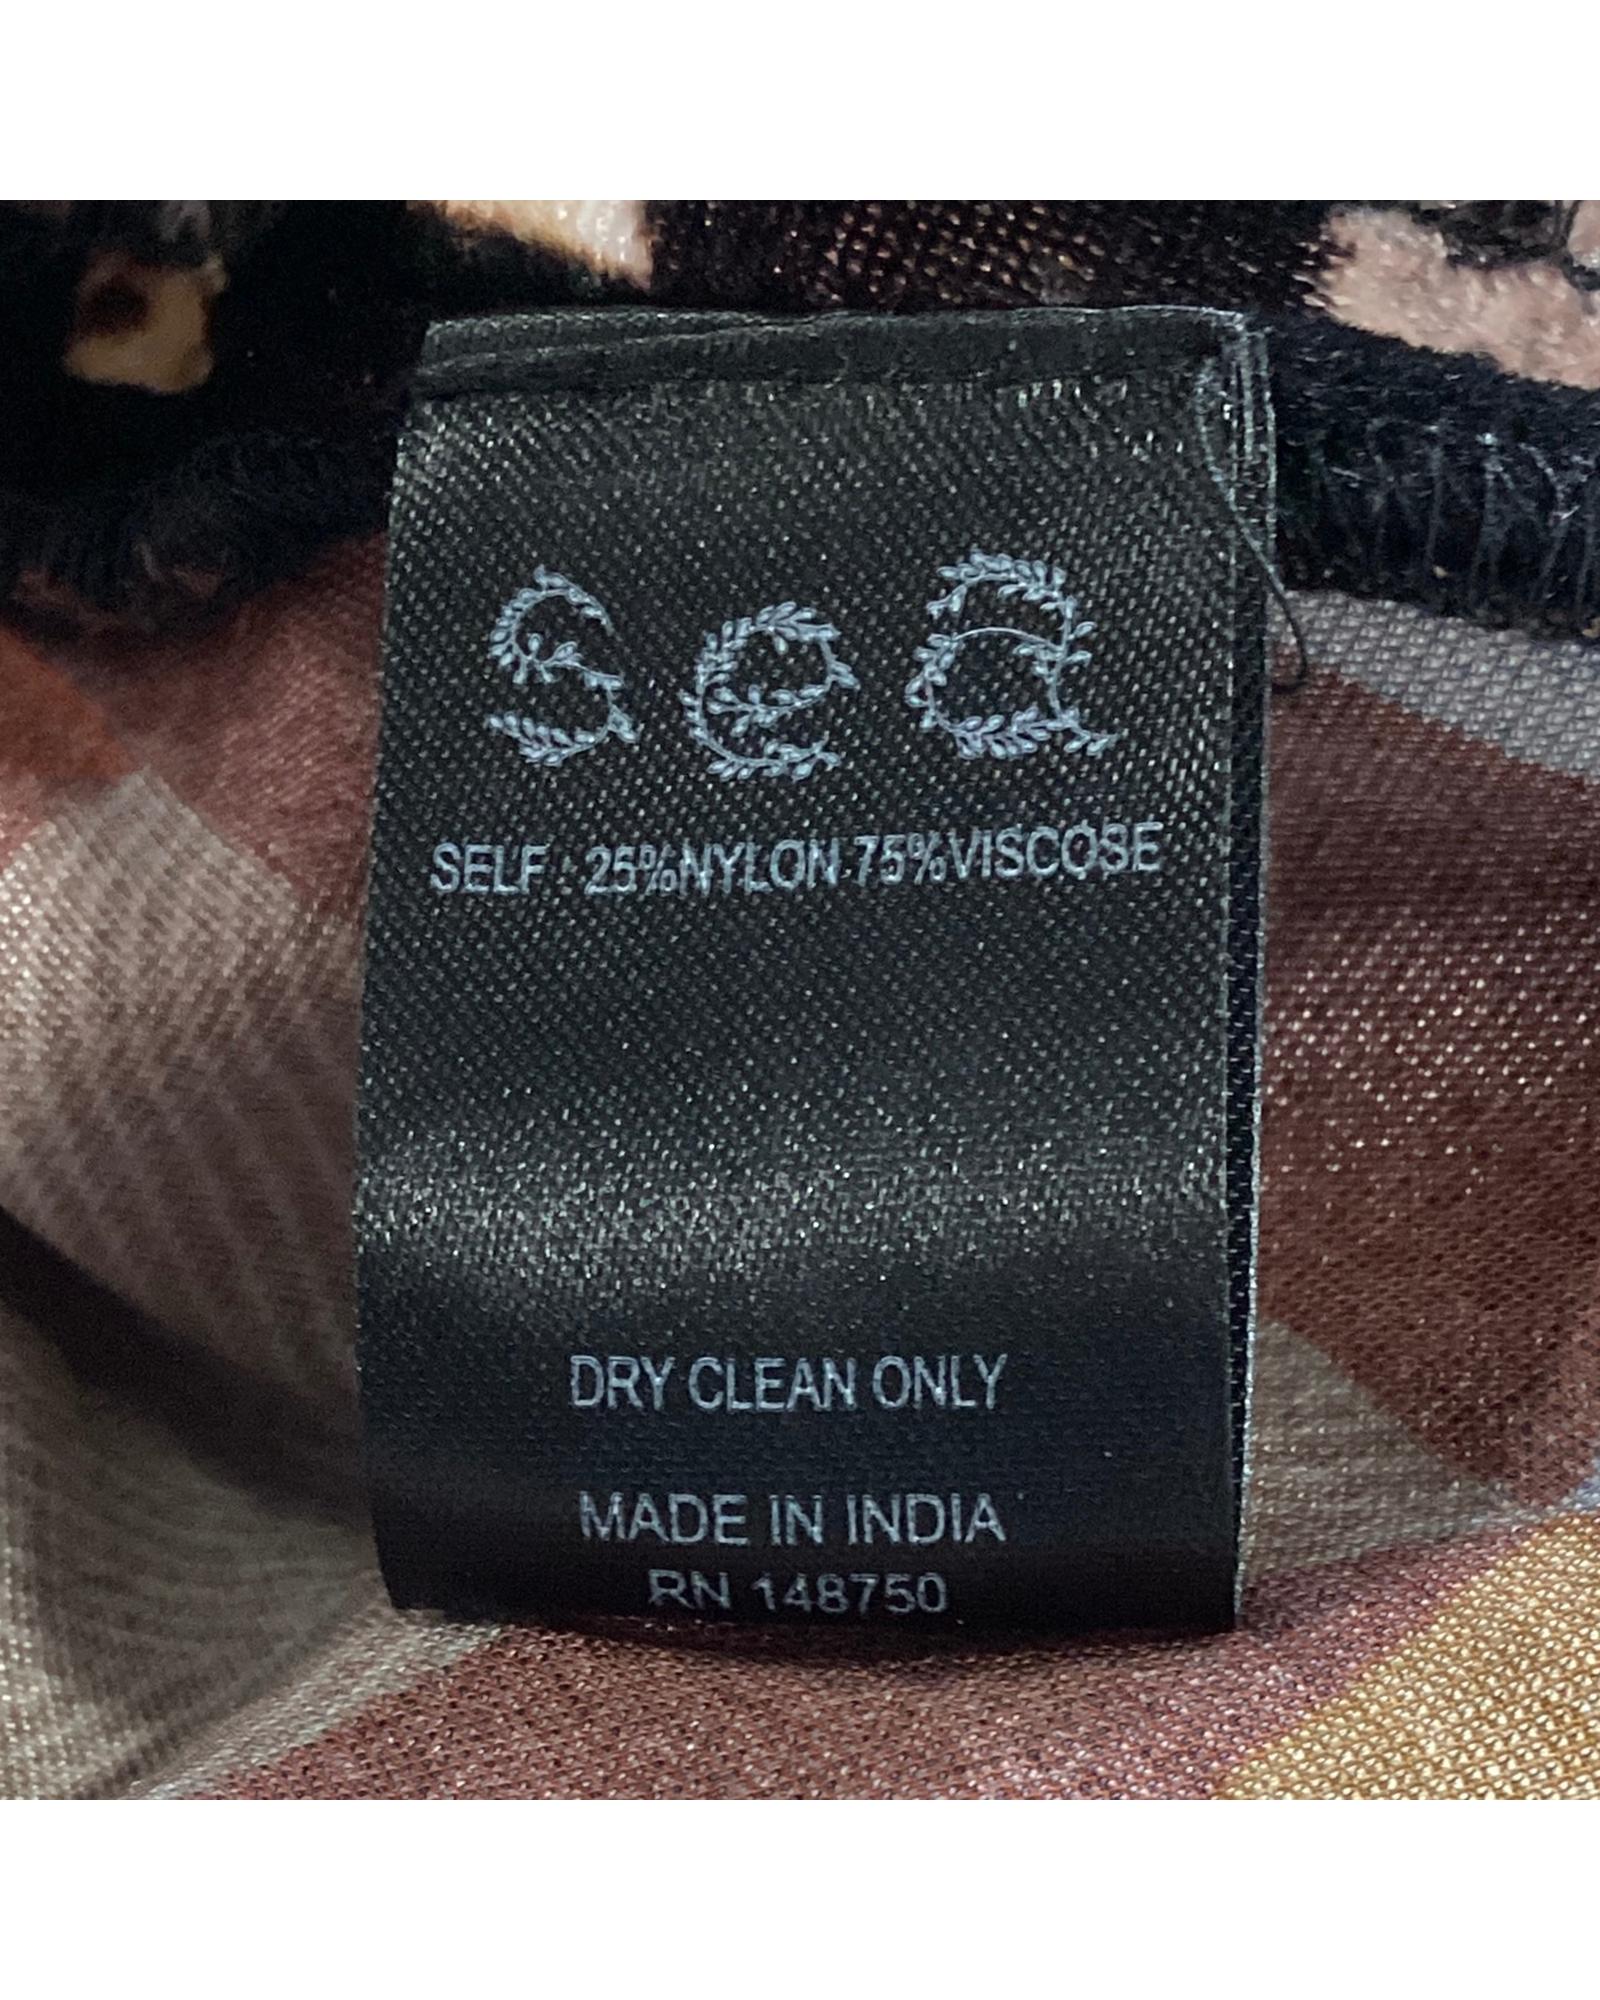 sea
SELF : 25%NYLON 75%VISCOSE
DRY CLEAN ONLY
MADE IN INDIA
RN 148750